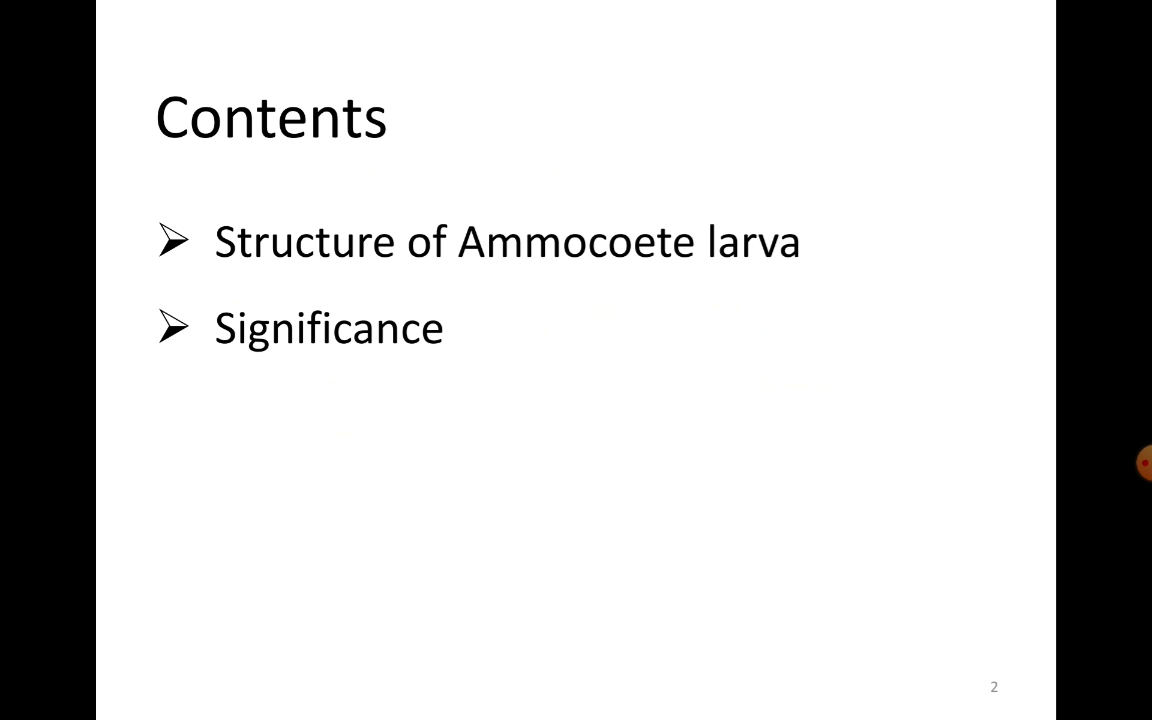 Contents
➢ Structure of Ammocoete larva
➢ Significance
2